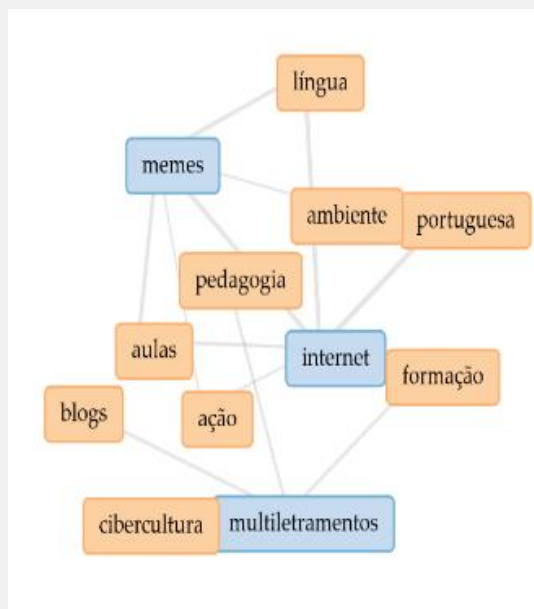 língua
memes
ambiente
portuguesa
pedagogia
aulas
internet
formação
blogs
ação
cibercultura
multiletramentos